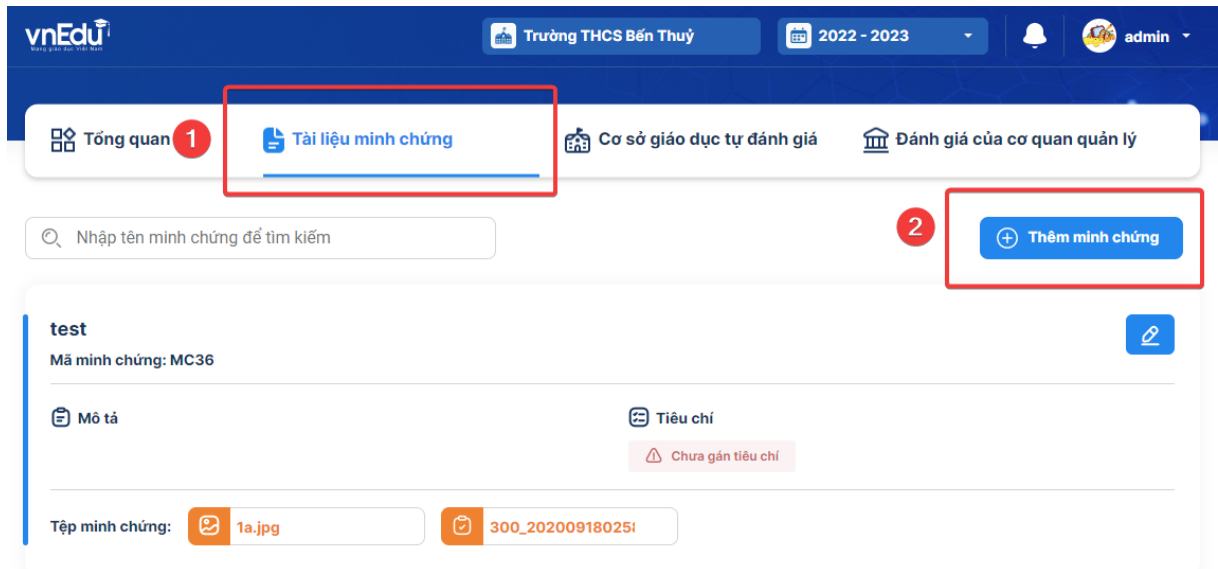 vnEdu
Mạng giáo dục Việt Nam
Trường THCS Bến Thuỷ
2022 - 2023
admin
Tổng quan
1
Tài liệu minh chứng
Cơ sở giáo dục tự đánh giá
Đánh giá của cơ quan quản lý
Nhập tên minh chứng để tìm kiếm
2
Thêm minh chứng
test
Mã minh chứng: MC36
Mô tả
Tiêu chí
Chưa gán tiêu chí
Tệp minh chứng:
1a.jpg
300_20200918025